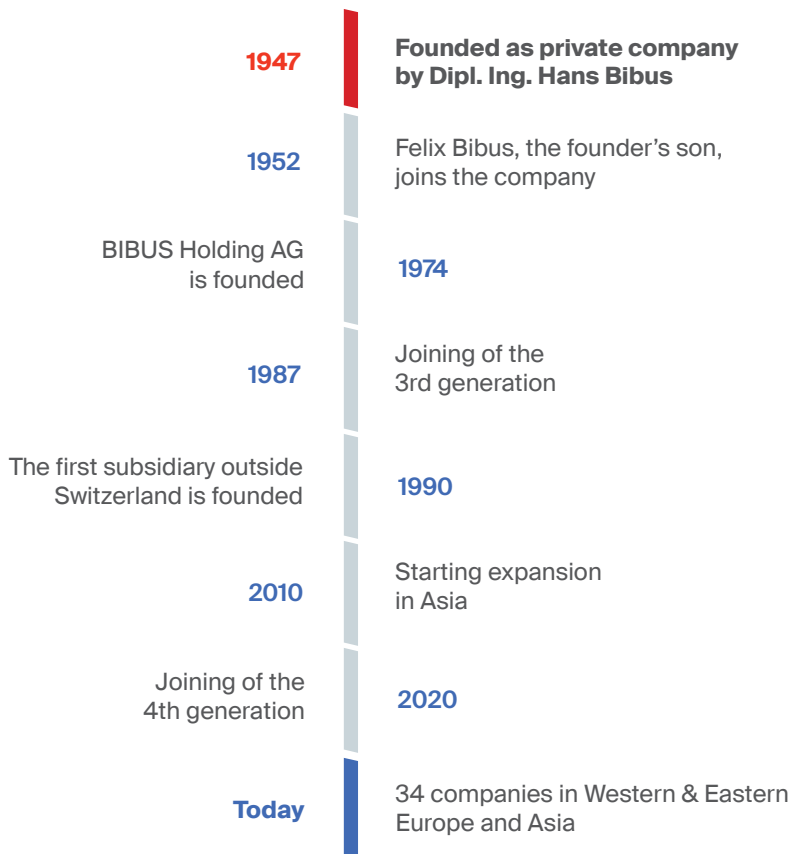 1947
Founded as private company
by Dipl. Ing. Hans Bibus
1952
Felix Bibus, the founder’s son,
joins the company
BIBUS Holding AG
is founded
1974
1987
Joining of the
3rd generation
The first subsidiary outside
Switzerland is founded
1990
2010
Starting expansion
in Asia
Joining of the
4th generation
2020
Today
34 companies in Western & Eastern
Europe and Asia